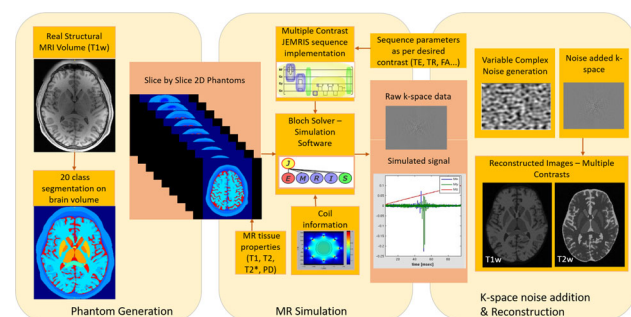 Real Structural
MRI Volume (T1w)
20 class
segmentation on
brain volume
Slice by Slice 2D Phantoms
MR tissue
properties
(T1, T2,
T2*, PD)
Phantom Generation
Multiple Contrast
JEMRIS sequence
implementation
Bloch Solver –
Simulation
Software
J
E M R I S
Coil
information
MR Simulation
Sequence parameters
as per desired
contrast (TE, TR, FA...)
Raw k-space data
Simulated signal
time [msec]
Variable Complex
Noise generation
Noise added k-
space
Reconstructed Images – Multiple
Contrasts
T1w
T2w
K-space noise addition
& Reconstruction